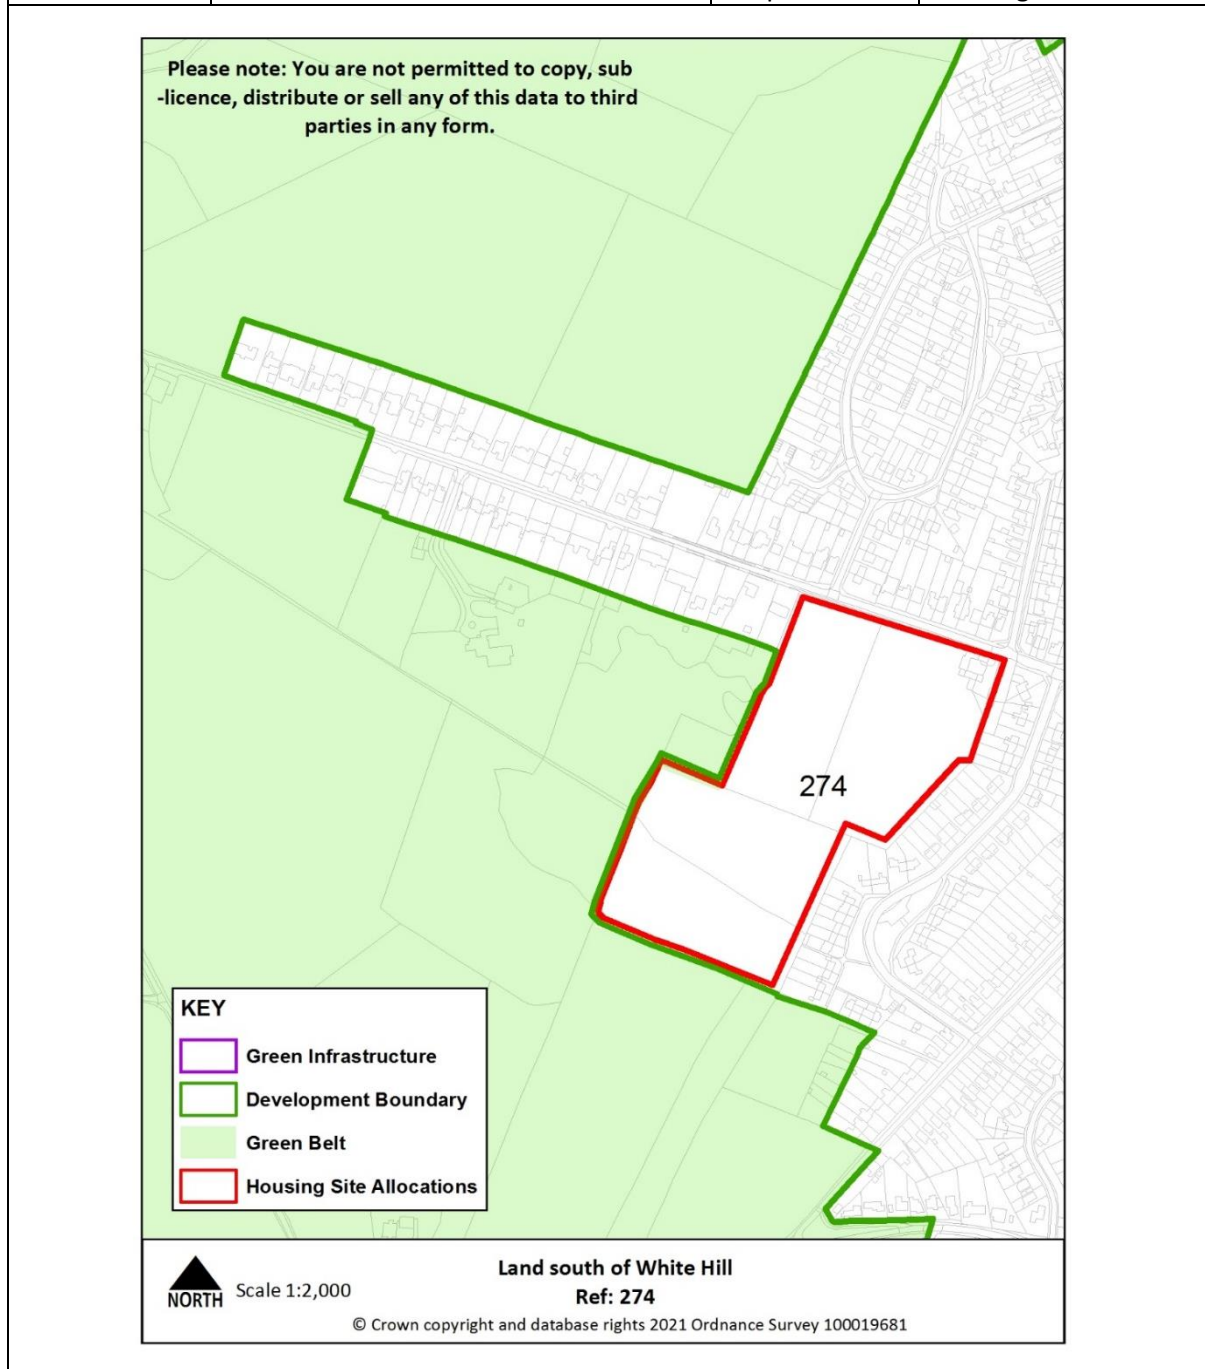 Please note: You are not permitted to copy, sub
-licence, distribute or sell any of this data to third
parties in any form.
274
KEY
Green Infrastructure
Development Boundary
Green Belt
Housing Site Allocations
NORTH
Scale 1:2,000
Land south of White Hill
Ref: 274
© Crown copyright and database rights 2021 Ordnance Survey 100019681